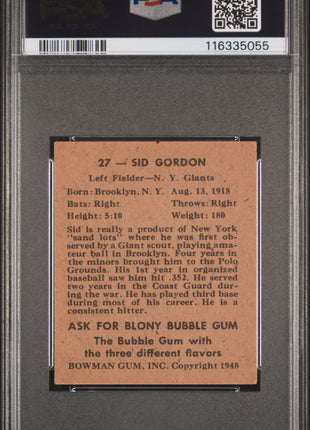 116335055
27 — SID GORDON
Left Fielder—N. Y. Giants
Born: Brooklyn, N. Y. Aug. 13, 1918
Bats: Right Throws: Right
Height: 5:10 Weight: 180
Sid is really a product of New York
"sand lots" where he was first ob-
served by a Giant scout, playing ama-
teur ball in Brooklyn. Four years in
the minors brought him to the Polo
Grounds. His 1st year in organized
baseball saw him hit .352. He served
two years in the Coast Guard during
the war. He has played third base
during most of his career. He is a
consistent hitter.
ASK FOR BLONY BUBBLE GUM
The Bubble Gum with
the three different flavors
BOWMAN GUM, INC. Copyright 1948